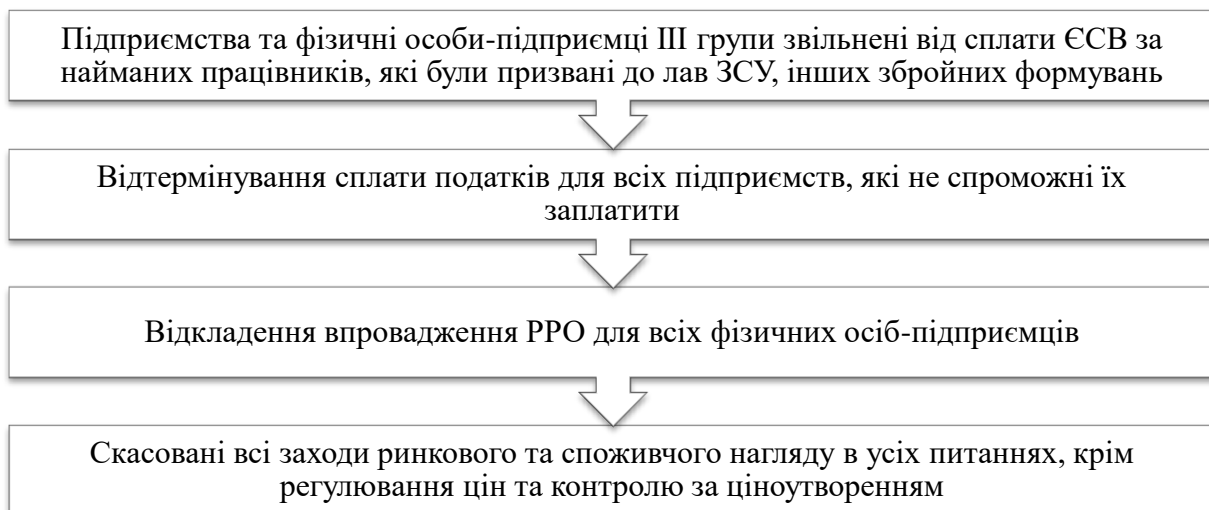 Підприємства та фізичні особи-підприємці ІІІ групи звільнені від сплати ЄСВ за
найманих працівників, які були призвані до лав ЗСУ, інших збройних формувань
Відтермінування сплати податків для всіх підприємств, які не спроможні їх
заплатити
Відкладення впровадження РРО для всіх фізичних осіб-підприємців
Скасовані всі заходи ринкового та споживчого нагляду в усіх питаннях, крім
регулювання цін та контролю за ціноутворенням